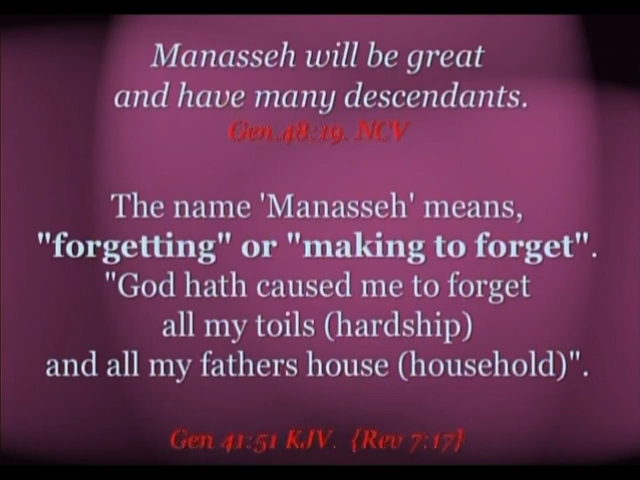 Manasseh will be great
and have many descendants.
Gen.48:19. NCV
The name 'Manasseh' means,
"forgetting" or "making to forget".
"God hath caused me to forget
all my toils (hardship)
and all my fathers house (household)".
Gen 41:51 KJV. {Rev 7:17}